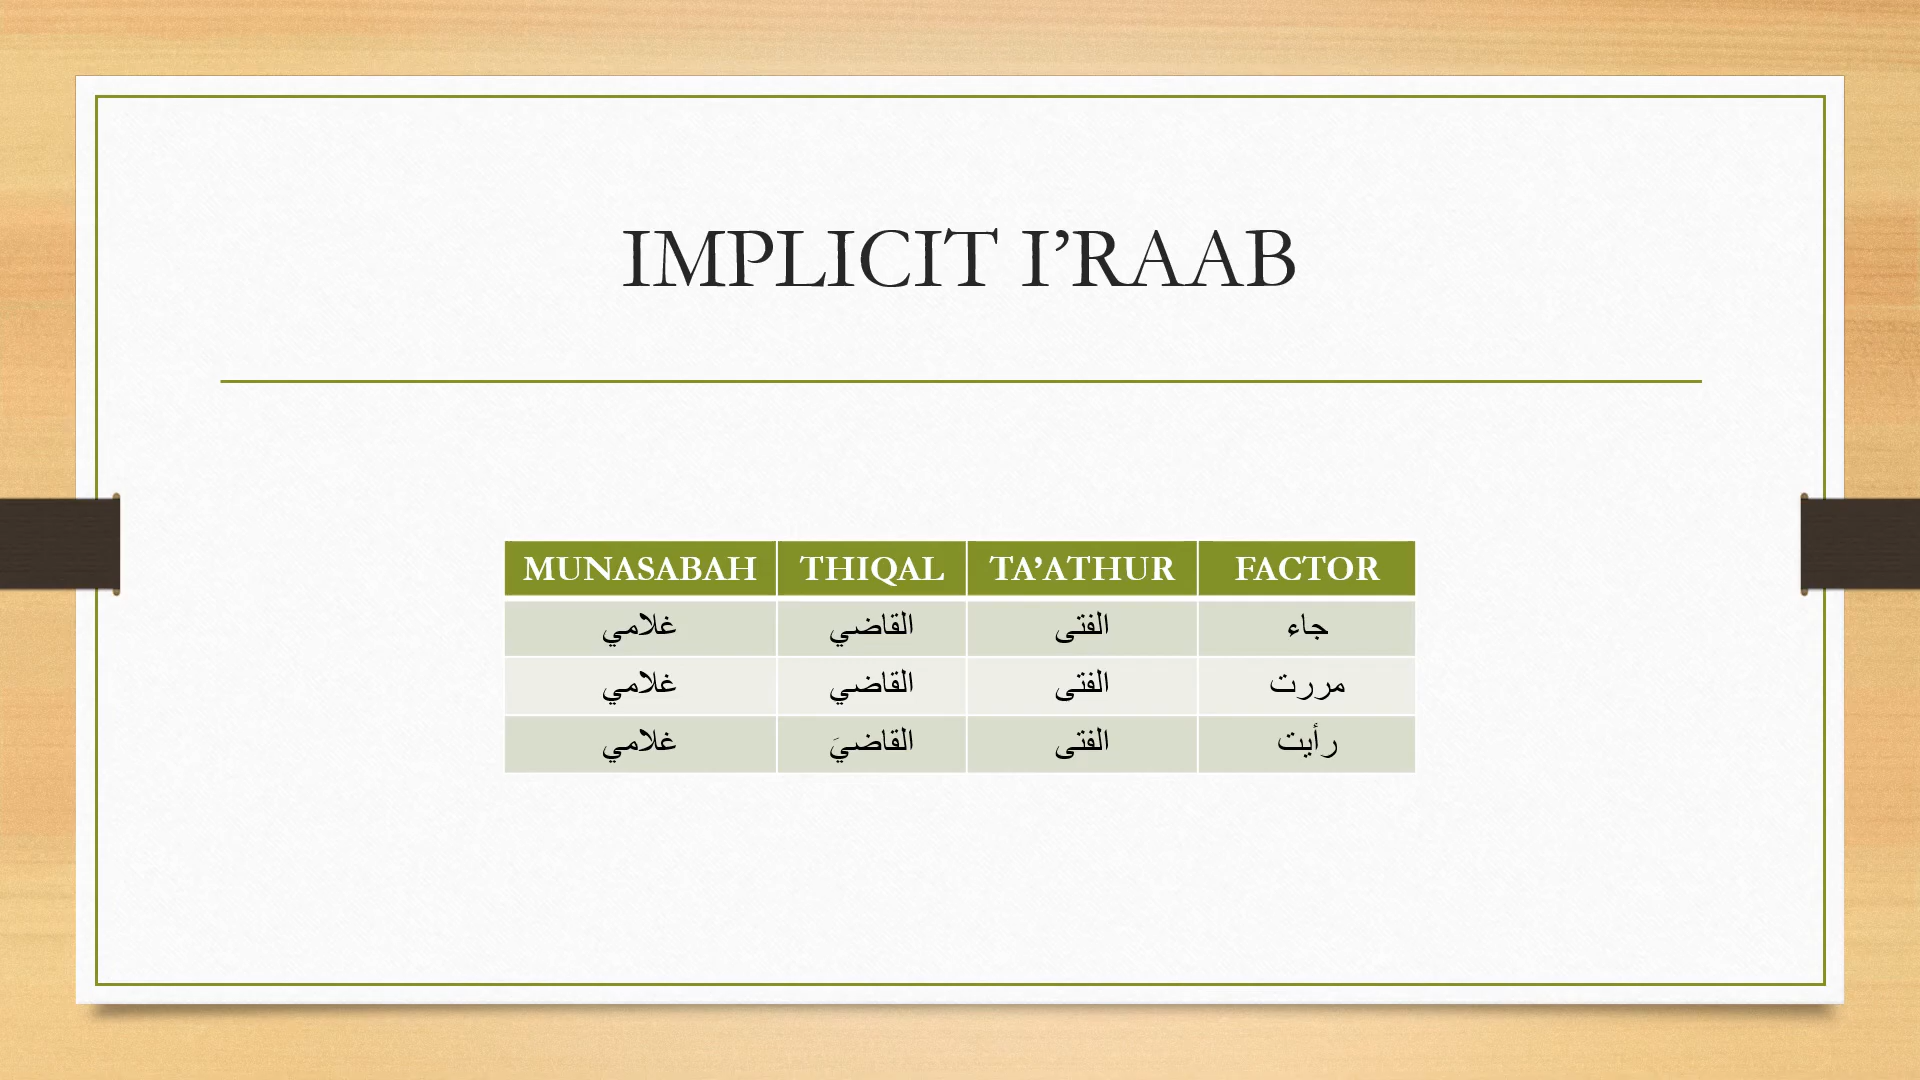 IMPLICIT I’RAAB
MUNASABAH THIQAL TA’ATHUR FACTOR
غلامي القاضي الفتى جاء
غلامي القاضي الفتى مررت
غلامي القاضيَ الفتى رأيت